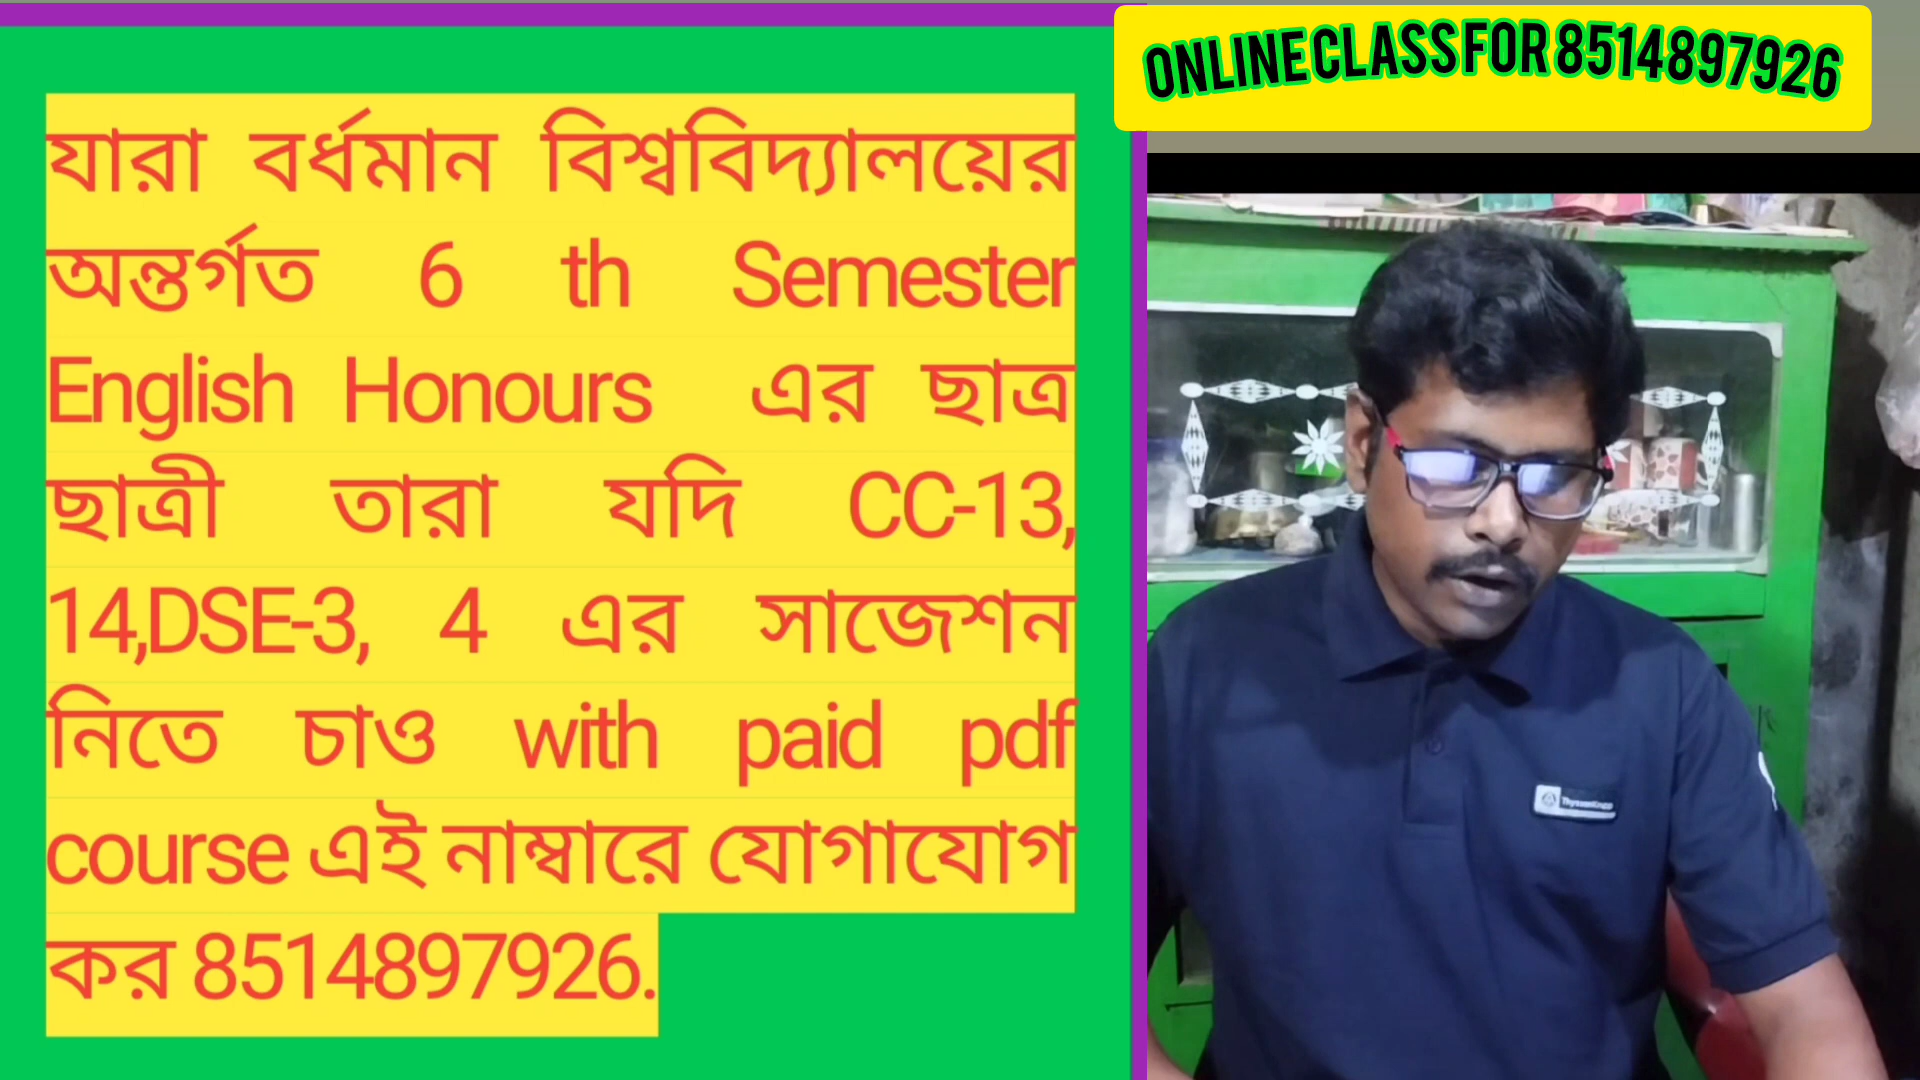 ONLINE CLASS FOR 8514897926
যারা বর্ধমান বিশ্ববিদ্যালয়ের
অন্তর্গত 6 th Semester
English Honours এর ছাত্র
ছাত্রী তারা যদি CC-13,
14,DSE-3, 4 এর সাজেশন
নিতে চাও with paid pdf
course এই নাম্বারে যোগাযোগ
কর 8514897926.